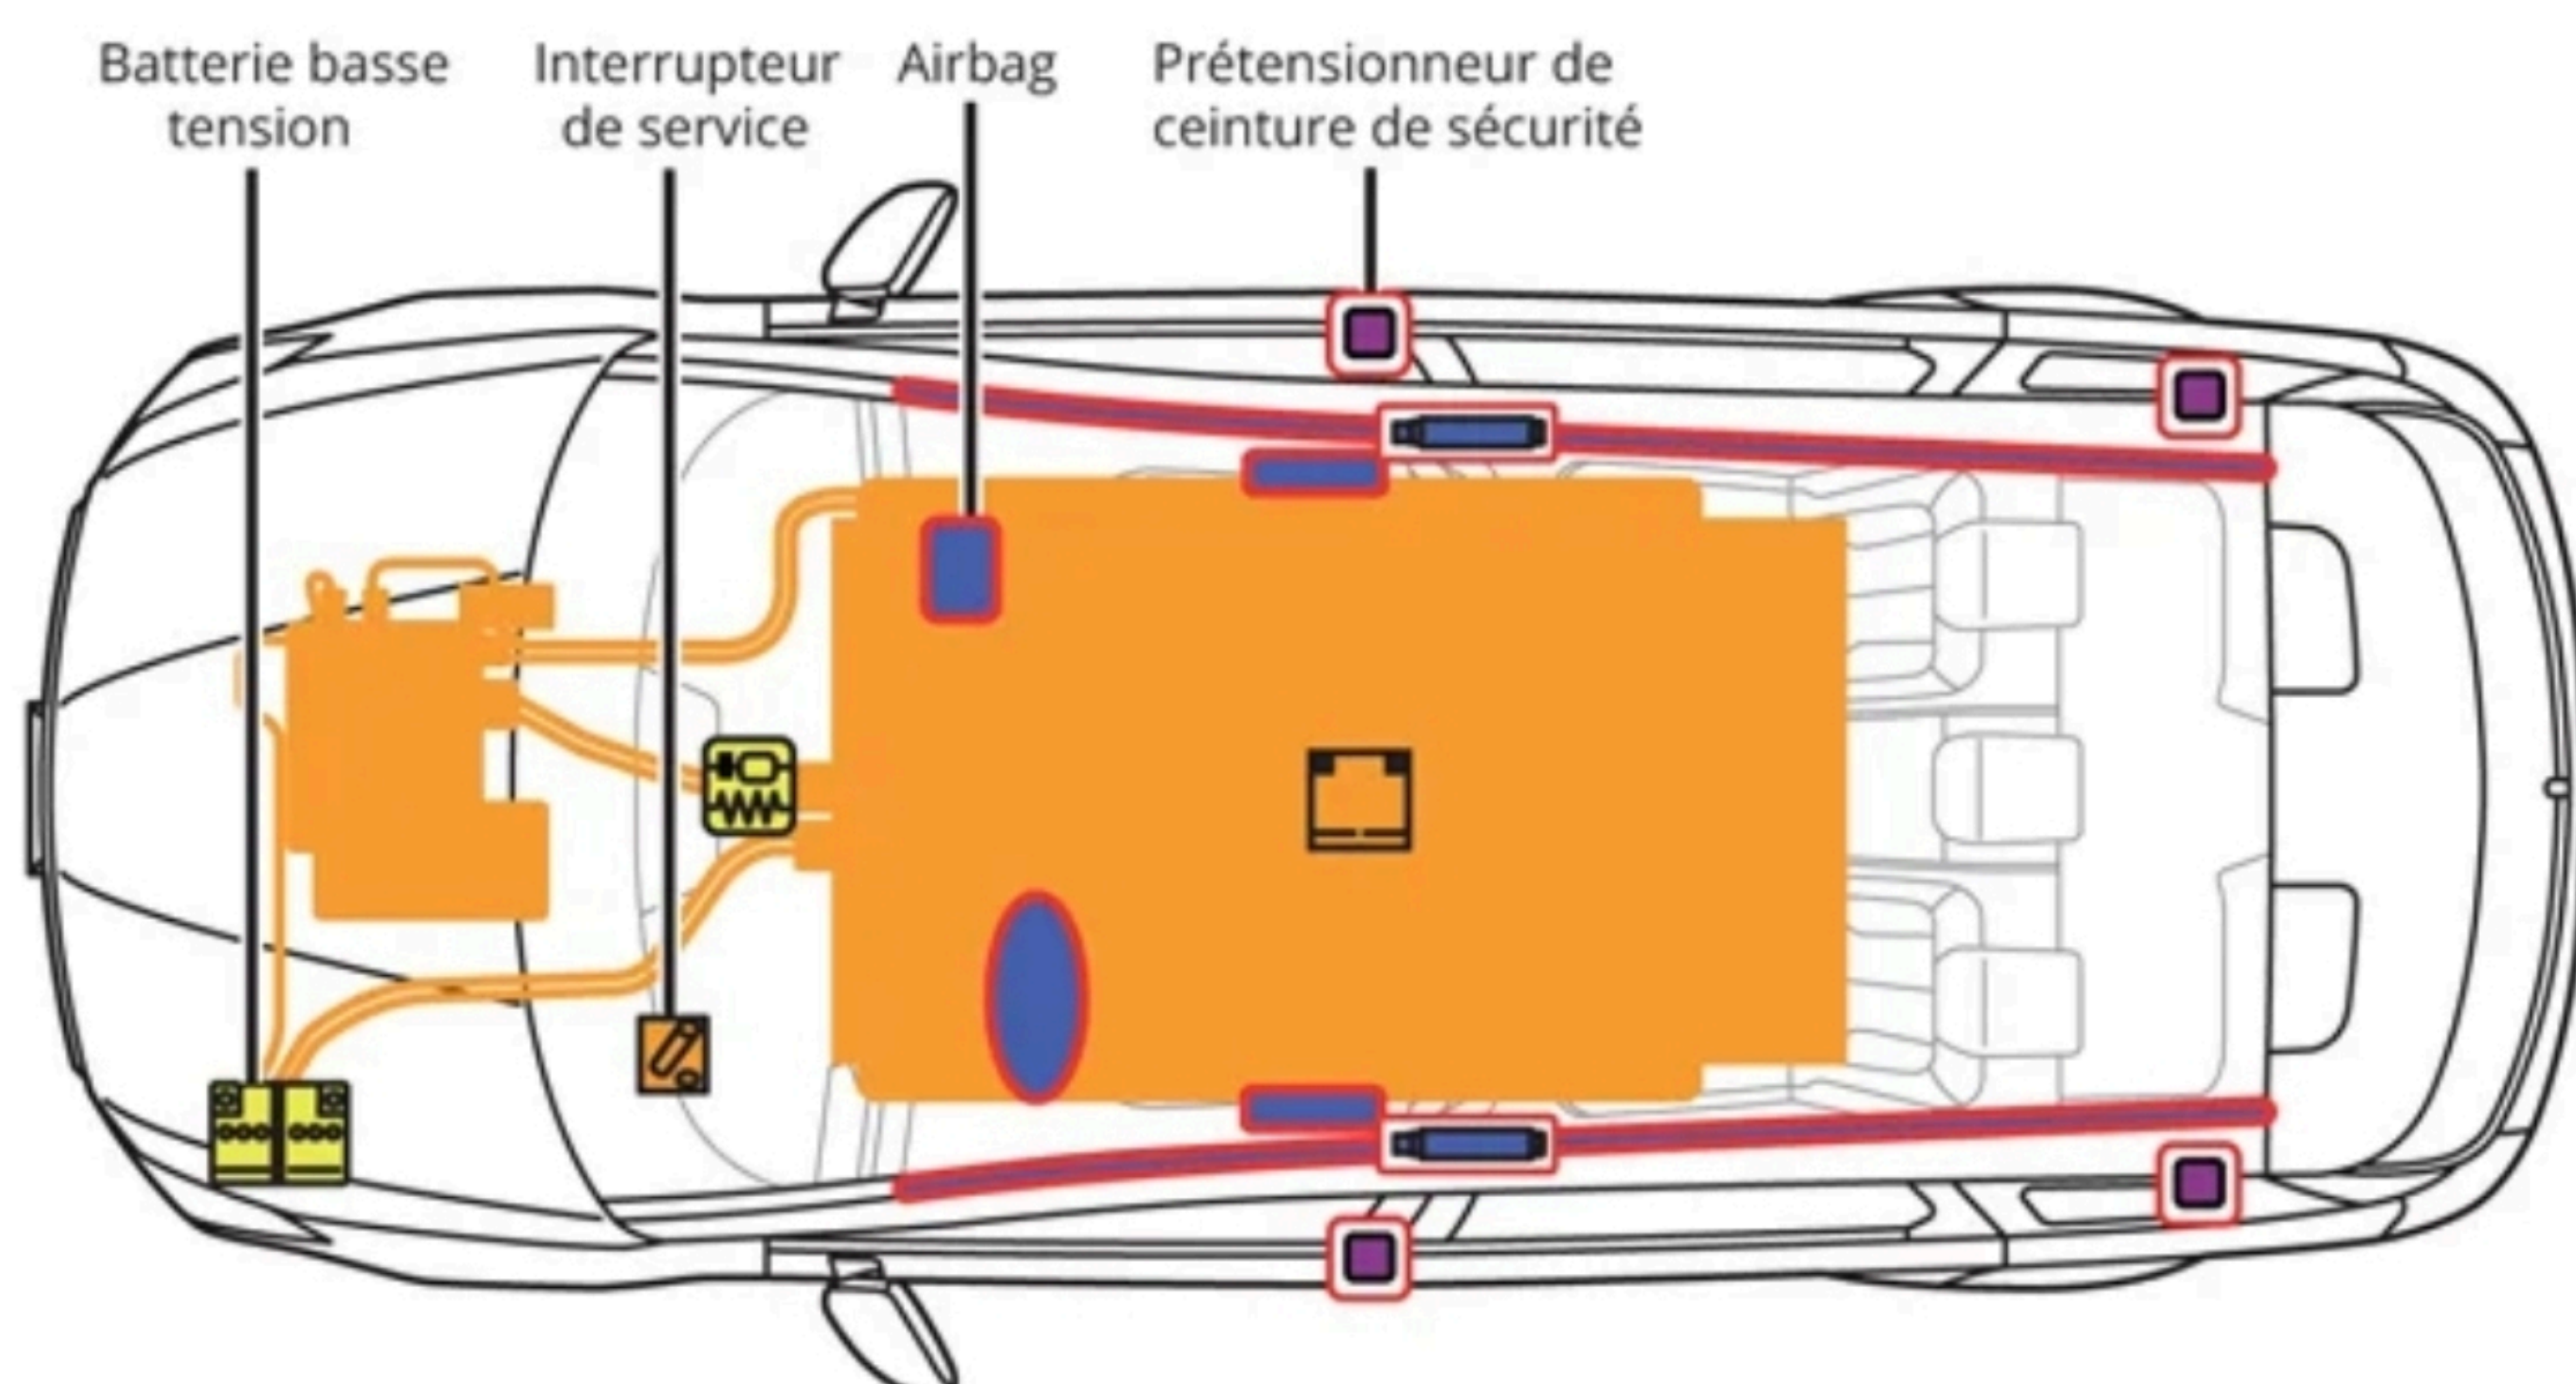 Batterie basse
tension
Interrupteur
de service
Airbag
Prétensionneur de
ceinture de sécurité